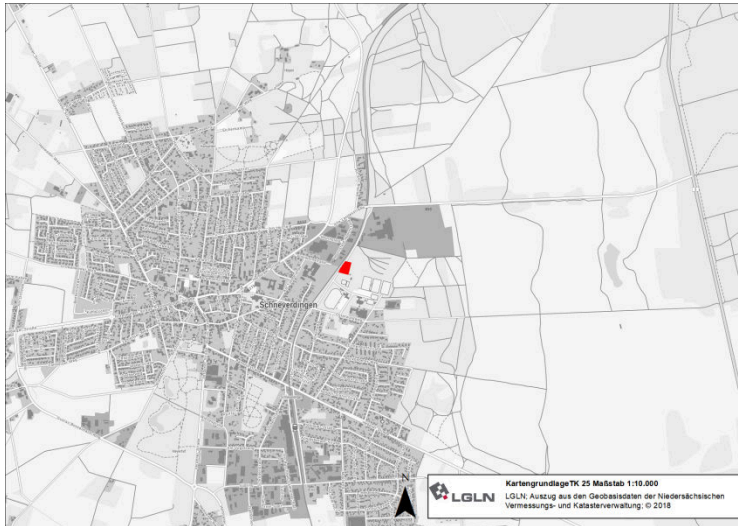 Schneverdingen
N
LGLN
KartengrundlageTK 25 Maßstab 1:10.000
LGLN; Auszug aus den Geobasisdaten der Niedersächsischen
Vermessungs- und Katasterverwaltung; © 2018